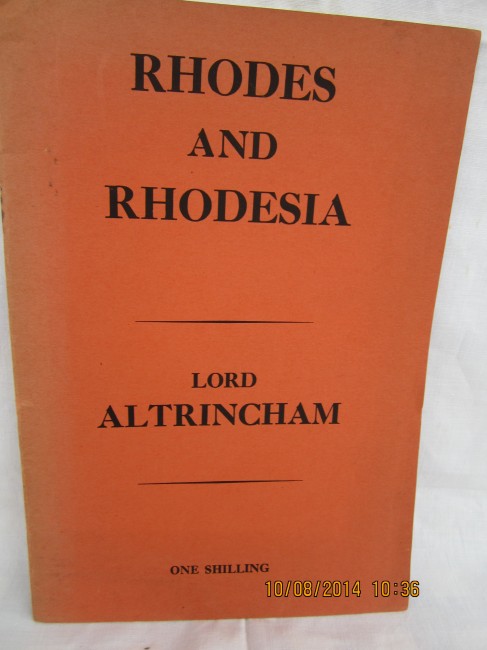 RHODES
AND
RHODESIA
LORD
ALTRINCHAM
ONE SHILLING
10/08/2014 10:36